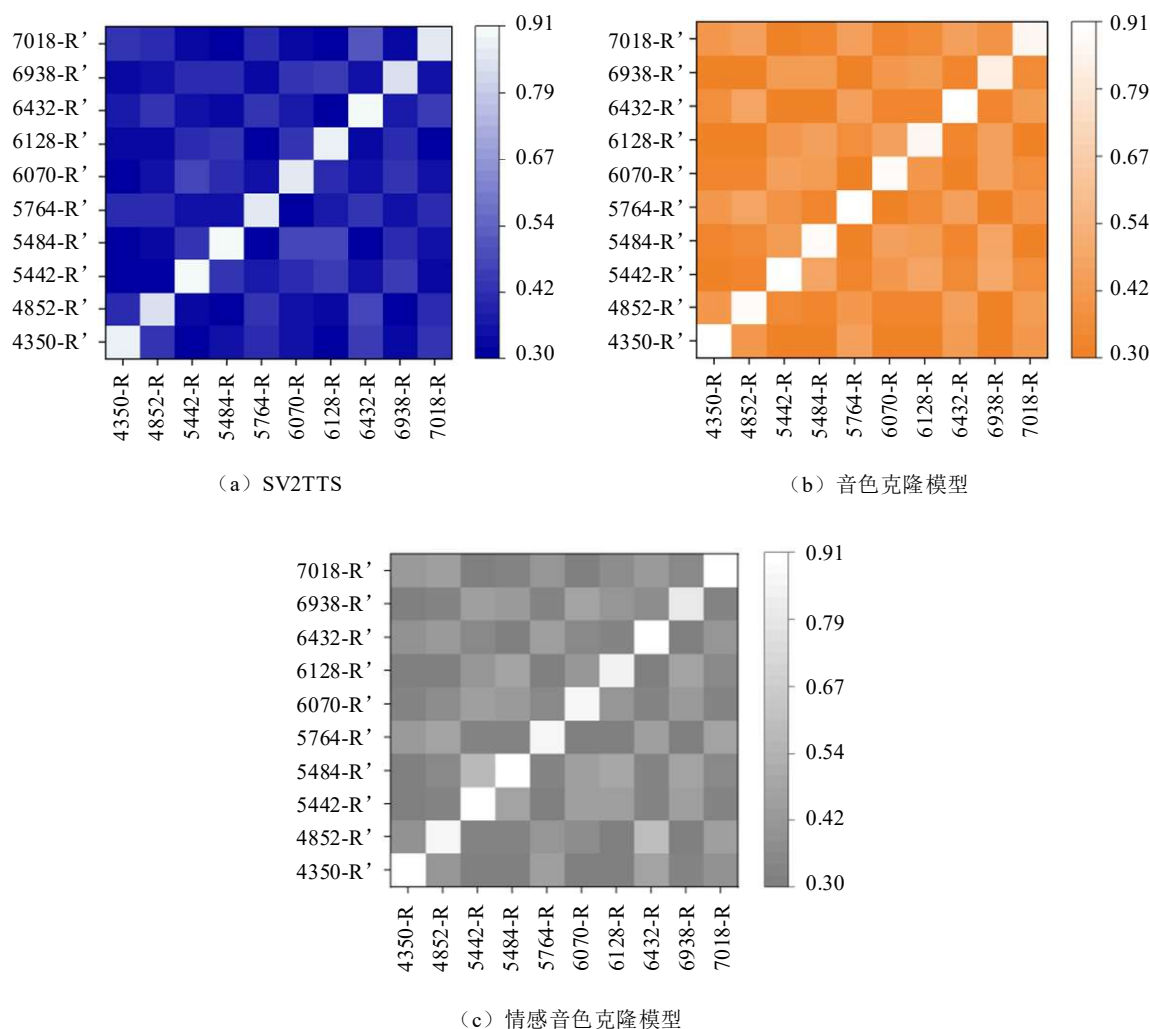 7018-R’
6938-R’
6432-R’
6128-R’
6070-R’
5764-R’
5484-R’
5442-R’
4852-R’
4350-R’
4350-R
4852-R
5442-R
5484-R
5764-R
6070-R
6128-R
6432-R
6938-R
7018-R
0.91
0.79
0.67
0.54
0.42
0.30
（a）SV2TTS
7018-R’
6938-R’
6432-R’
6128-R’
6070-R’
5764-R’
5484-R’
5442-R’
4852-R’
4350-R’
4350-R
4852-R
5442-R
5484-R
5764-R
6070-R
6128-R
6432-R
6938-R
7018-R
0.91
0.79
0.67
0.54
0.42
0.30
（b）音色克隆模型
7018-R’
6938-R’
6432-R’
6128-R’
6070-R’
5764-R’
5484-R’
5442-R’
4852-R’
4350-R’
4350-R
4852-R
5442-R
5484-R
5764-R
6070-R
6128-R
6432-R
6938-R
7018-R
0.91
0.79
0.67
0.54
0.42
0.30
（c）情感音色克隆模型